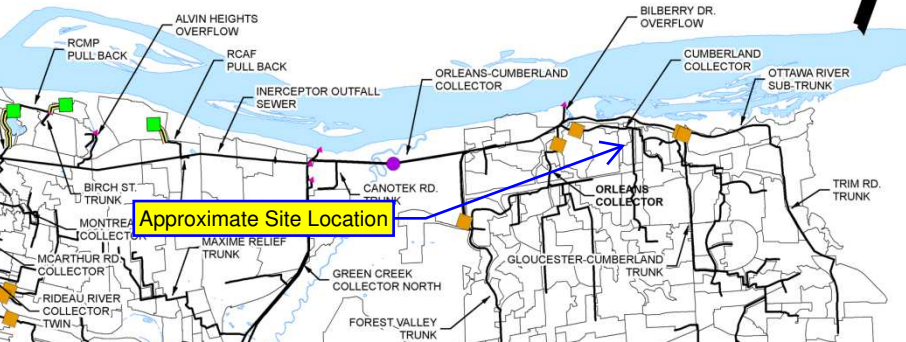 ALVIN HEIGHTS
OVERFLOW
BILBERRY DR.
OVERFLOW
RCMP
PULL BACK
RCAF
PULL BACK
CUMBERLAND
COLLECTOR
ORLEANS-CUMBERLAND
COLLECTOR
OTTAWA RIVER
SUB-TRUNK
INERCEPTOR OUTFALL
SEWER
BIRCH ST.
TRUNK
CANOTEK RD.
TRUNK
ORLEANS
COLLECTOR
TRIM RD.
TRUNK
Approximate Site Location
MONTREA
COLLECTOR
MAXIME RELIEF
TRUNK
MCARTHUR RD.
COLLECTOR
GLOUCESTER-CUMBERLAND
TRUNK
GREEN CREEK
COLLECTOR NORTH
RIDEAU RIVER
COLLECTOR
TWIN
FOREST VALLEY
TRUNK